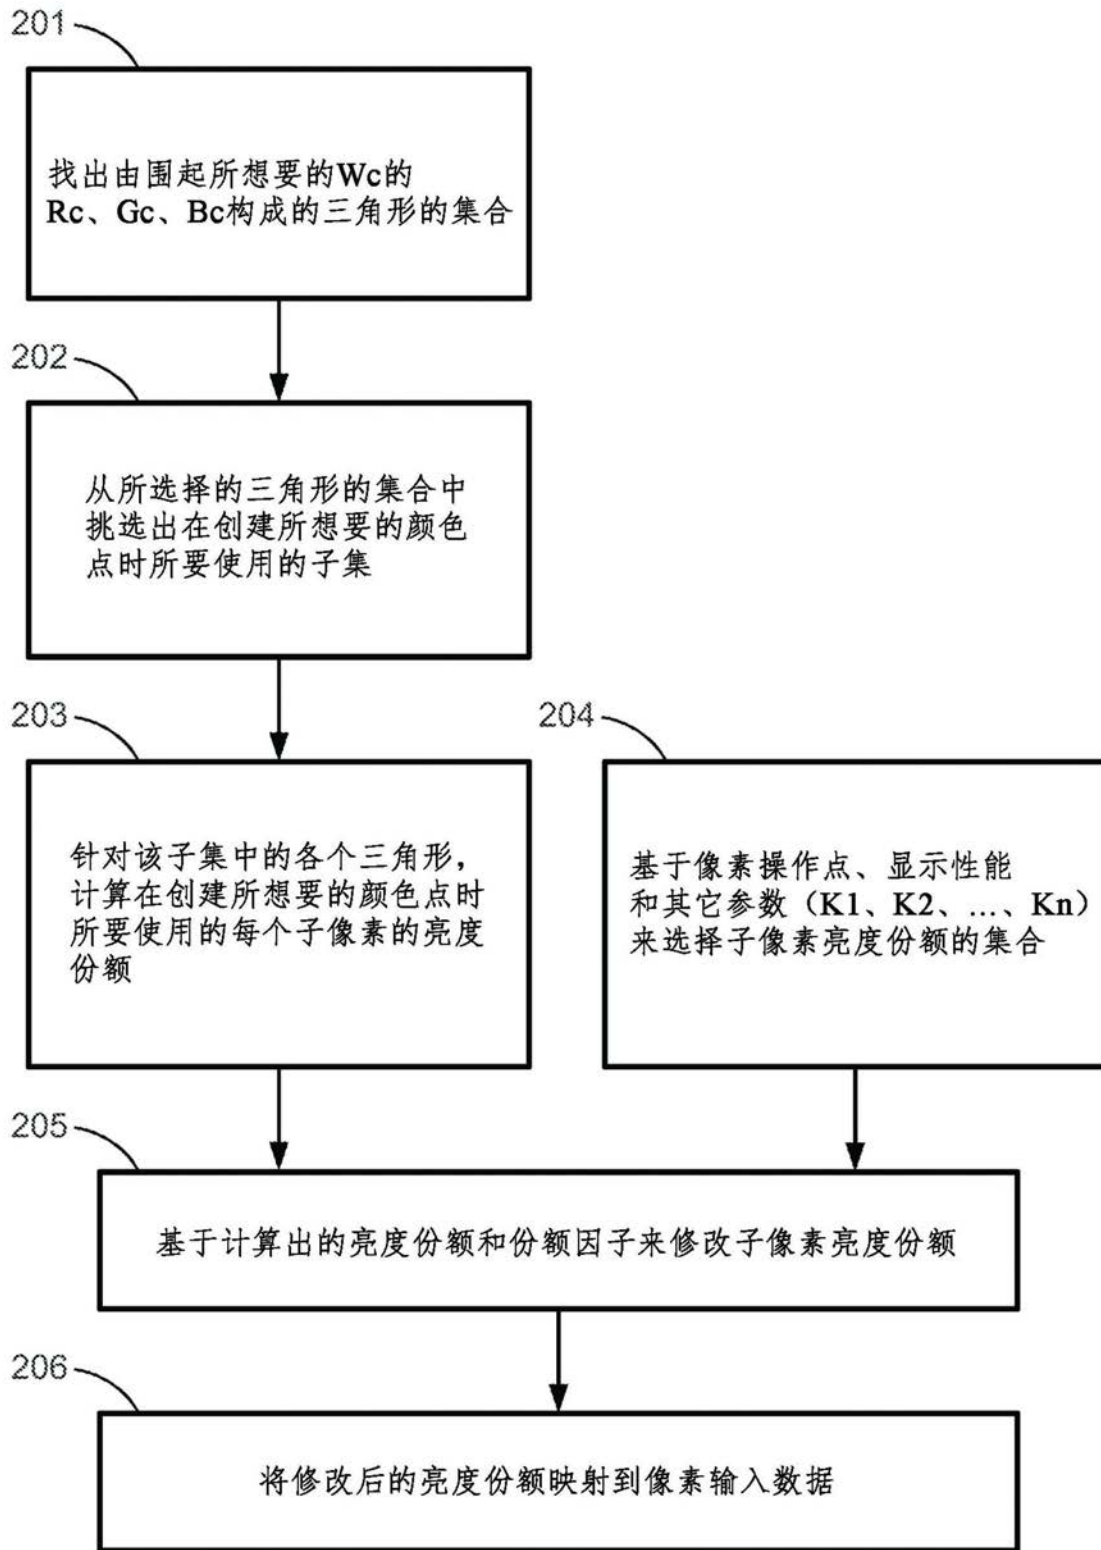 201
找出由围起所想要的Wc的
Rc、Gc、Bc构成的三角形的集合
202
从所选择的三角形的集合中
挑选出在创建所想要的颜色
点时所要使用的子集
203
针对该子集中的各个三角形，
计算在创建所想要的颜色点时
所要使用的每个子像素的亮度
份额
204
基于像素操作点、显示性能
和其它参数（K1、K2、…、Kn）
来选择子像素亮度份额的集合
205
基于计算出的亮度份额和份额因子来修改子像素亮度份额
206
将修改后的亮度份额映射到像素输入数据